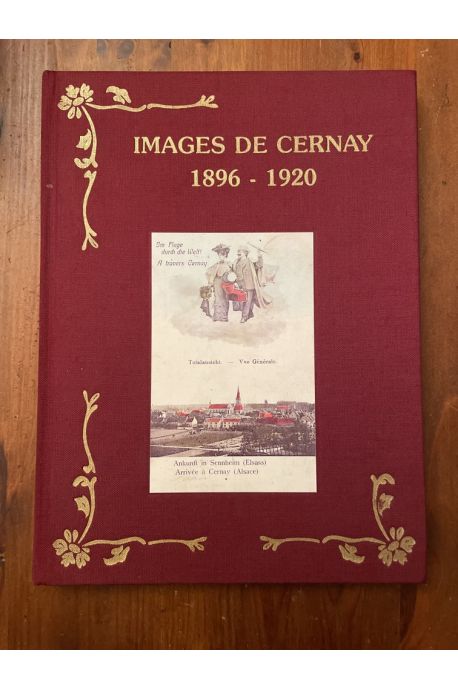 IMAGES DE CERNAY
1896 - 1920
Im Fluge
durch die Welt!
A travers Cernay
Totalansicht. — Vue Générale.
Ankunft in Sennheim (Elsass)
Arrivée à Cernay (Alsace)